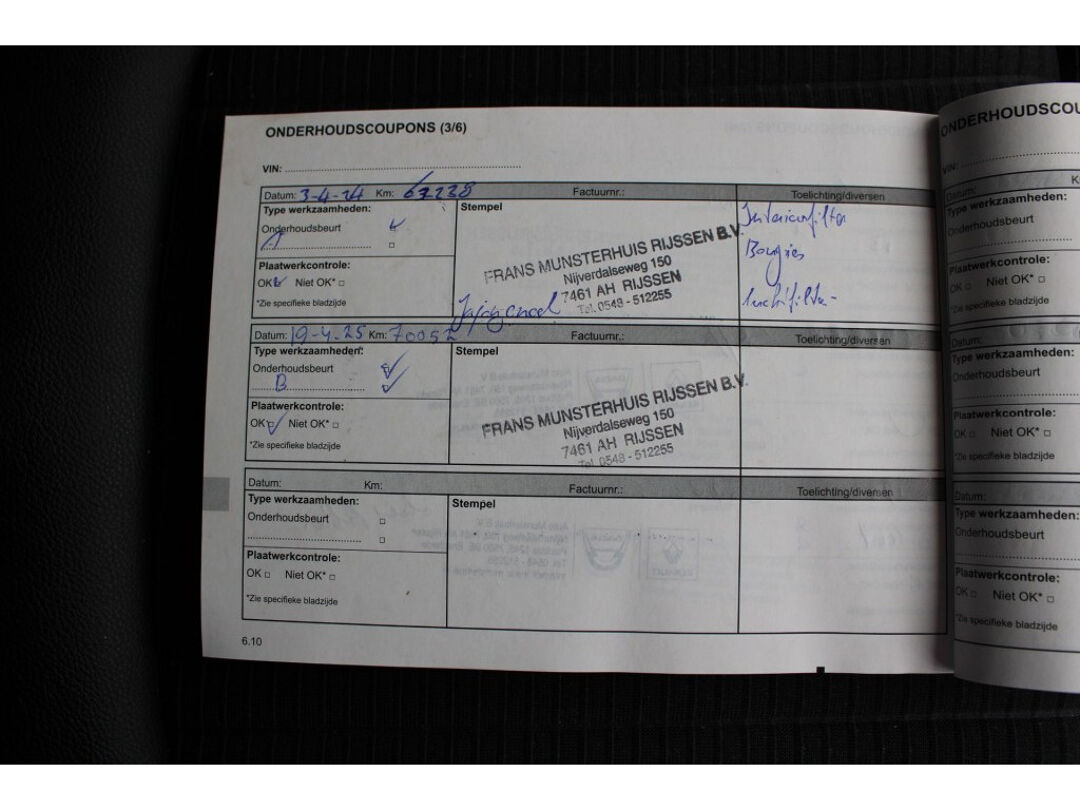 ONDERHOUDSCOUPONS (3/6)
VIN:
Datum: 3-4-24 Km: 67238 Factuurnr.: Toelichting/diversen
Type werkzaamheden: Stempel
Onderhoudsbeurt
Plaatwerkcontrole:
OK Niet OK*
*Zie specifieke bladzijde
FRANS MUNSTERHUIS RIJSSEN B.V.
Nijverdalseweg 150
7461 AH RIJSSEN
Tel. 0548 - 512255
Interieurfilter
Bougies
luchtfilter
Datum: 19-4-25 Km: 70052 Factuurnr.: Toelichting/diversen
Type werkzaamheden: Stempel
Onderhoudsbeurt
B
Plaatwerkcontrole:
OK Niet OK*
*Zie specifieke bladzijde
FRANS MUNSTERHUIS RIJSSEN B.V.
Nijverdalseweg 150
7461 AH RIJSSEN
Tel. 0548 - 512255
Datum: Km: Factuurnr.: Toelichting/diversen
Type werkzaamheden: Stempel
Onderhoudsbeurt
Plaatwerkcontrole:
OK Niet OK*
*Zie specifieke bladzijde
6.10
ONDERHOUDSCOU
VIN:
Datum:
Type werkzaamheden:
Onderhoudsbeurt
Plaatwerkcontrole:
OK Niet OK*
*Zie specifieke bladzijde
Datum:
Type werkzaamheden:
Onderhoudsbeurt
Plaatwerkcontrole:
OK Niet OK*
*Zie specifieke bladzijde
Datum:
Type werkzaamheden:
Onderhoudsbeurt
Plaatwerkcontrole:
OK Niet OK*
*Zie specifieke bladzijde